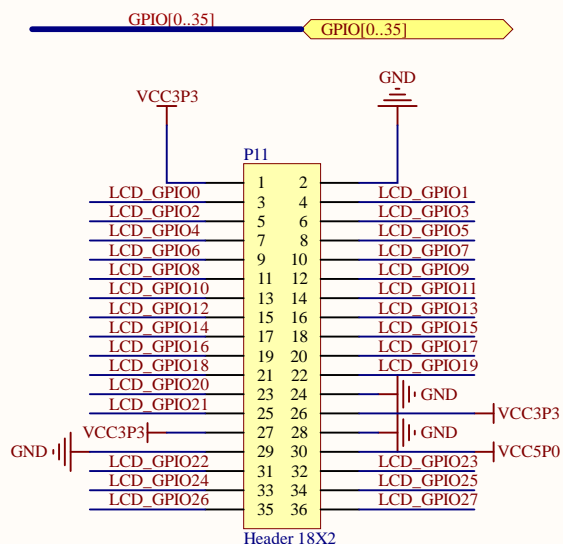 GPIO[0..35]
GPIO[0..35]
VCC3P3
GND
P11
1 2
LCD_GPIO0 3 4 LCD_GPIO1
LCD_GPIO2 5 6 LCD_GPIO3
LCD_GPIO4 7 8 LCD_GPIO5
LCD_GPIO6 9 10 LCD_GPIO7
LCD_GPIO8 11 12 LCD_GPIO9
LCD_GPIO10 13 14 LCD_GPIO11
LCD_GPIO12 15 16 LCD_GPIO13
LCD_GPIO14 17 18 LCD_GPIO15
LCD_GPIO16 19 20 LCD_GPIO17
LCD_GPIO18 21 22 LCD_GPIO19
LCD_GPIO20 23 24 GND
LCD_GPIO21 25 26 VCC3P3
VCC3P3 27 28 GND
GND 29 30 VCC5P0
LCD_GPIO22 31 32 LCD_GPIO23
LCD_GPIO24 33 34 LCD_GPIO25
LCD_GPIO26 35 36 LCD_GPIO27
Header 18X2